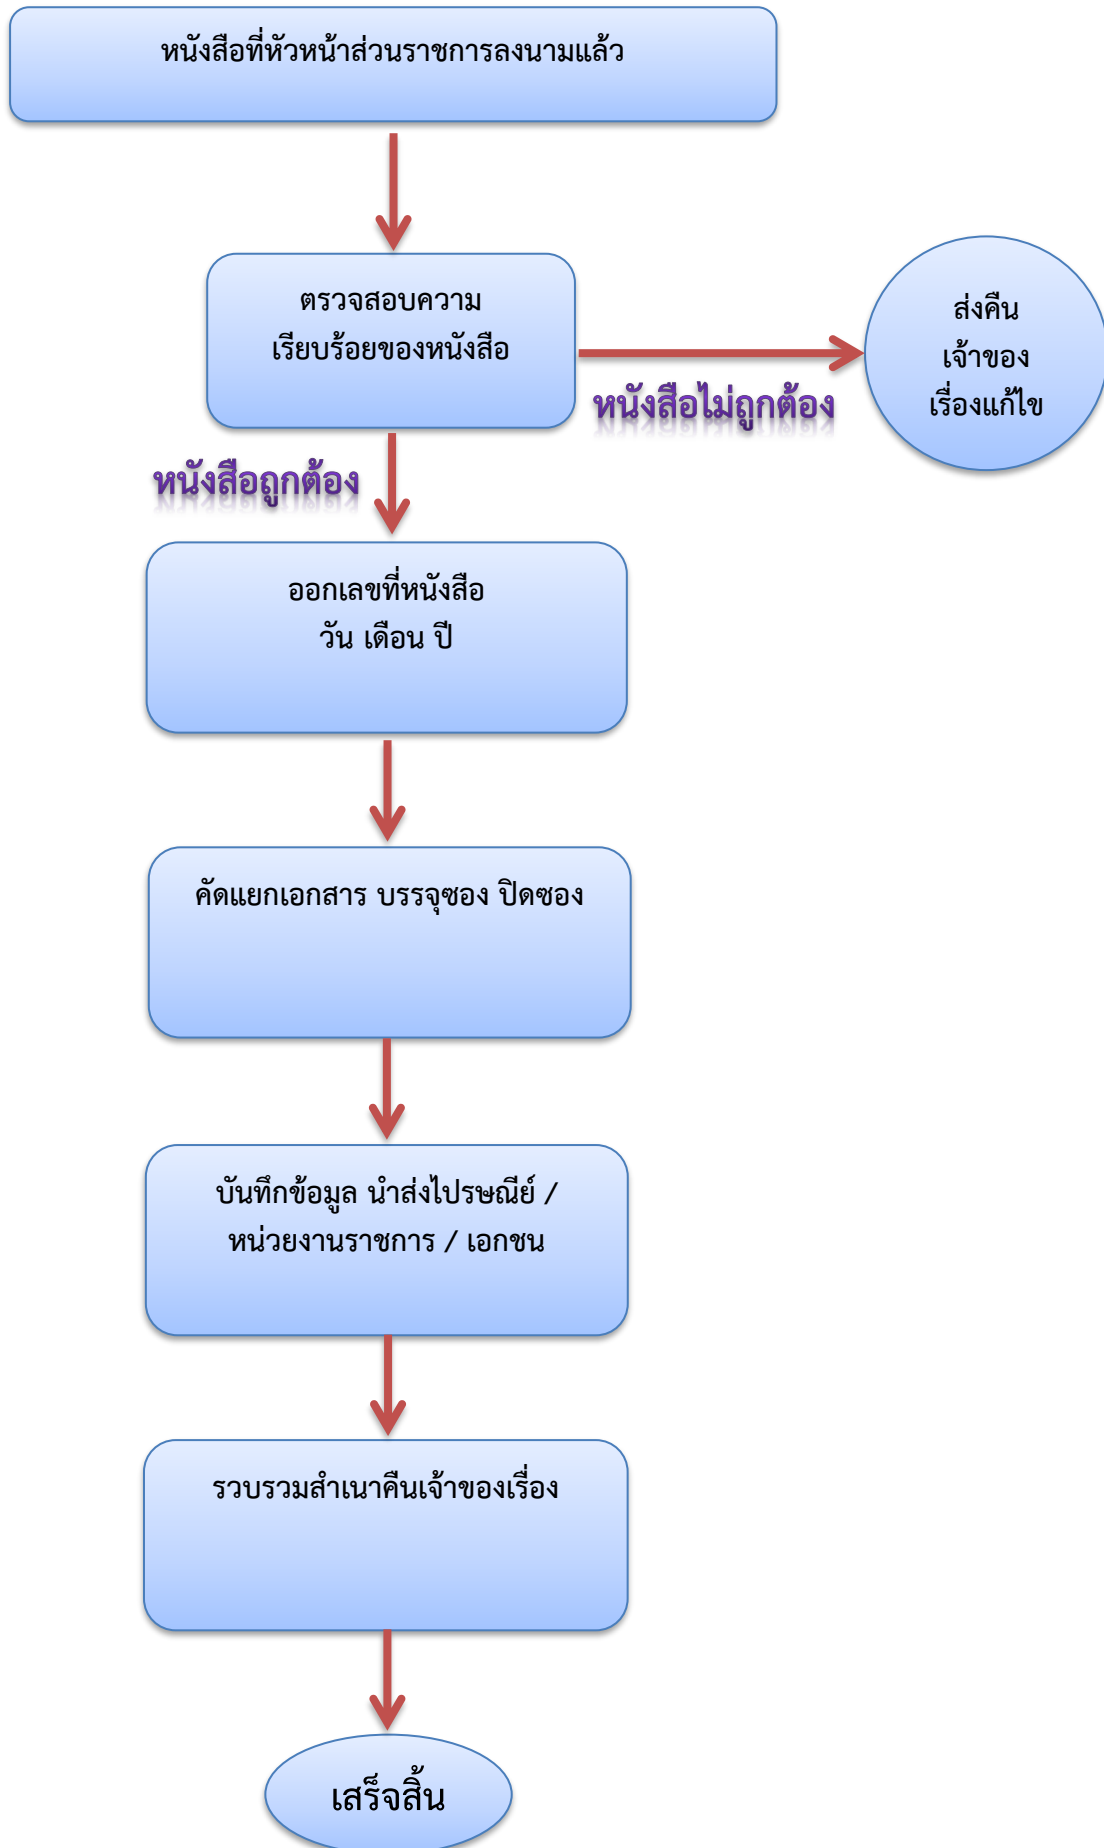 หนังสือที่หัวหน้าส่วนราชการลงนามแล้ว
ตรวจสอบความ
เรียบร้อยของหนังสือ
ส่งคืน
เจ้าของ
เรื่องแก้ไข
หนังสือไม่ถูกต้อง
หนังสือถูกต้อง
ออกเลขที่หนังสือ
วัน เดือน ปี
คัดแยกเอกสาร บรรจุซอง ปิดซอง
บันทึกข้อมูล นำส่งไปรษณีย์ /
หน่วยงานราชการ / เอกชน
รวบรวมสำเนาคืนเจ้าของเรื่อง
เสร็จสิ้น